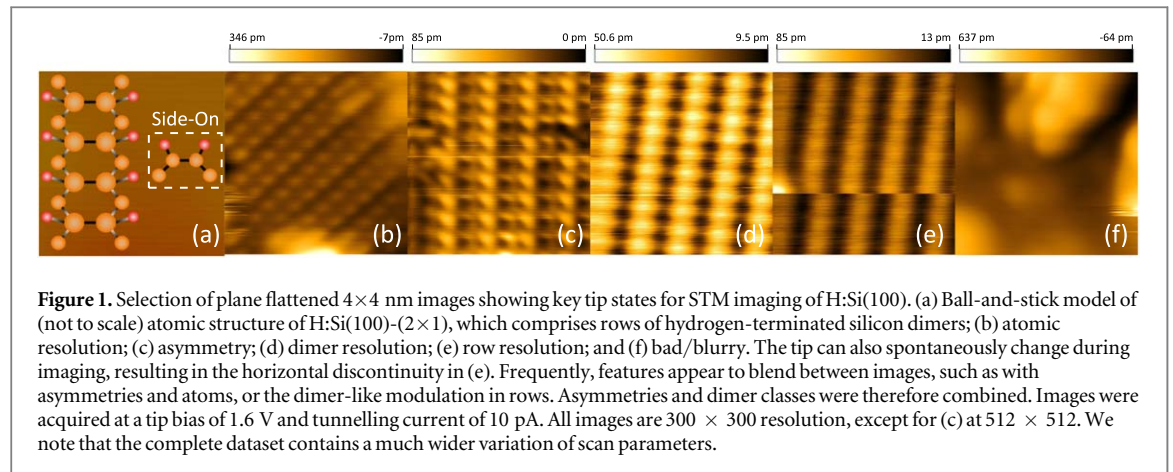 346 pm -7pm 85 pm 0 pm 50.6 pm 9.5 pm 85 pm 13 pm 637 pm -64 pm
Side-On
(a) (b) (c) (d) (e) (f)
Figure 1. Selection of plane flattened 4×4 nm images showing key tip states for STM imaging of H:Si(100). (a) Ball-and-stick model of
(not to scale) atomic structure of H:Si(100)-(2×1), which comprises rows of hydrogen-terminated silicon dimers; (b) atomic
resolution; (c) asymmetry; (d) dimer resolution; (e) row resolution; and (f) bad/blurry. The tip can also spontaneously change during
imaging, resulting in the horizontal discontinuity in (e). Frequently, features appear to blend between images, such as with
asymmetries and atoms, or the dimer-like modulation in rows. Asymmetries and dimer classes were therefore combined. Images were
acquired at a tip bias of 1.6 V and tunnelling current of 10 pA. All images are 300 × 300 resolution, except for (c) at 512 × 512. We
note that the complete dataset contains a much wider variation of scan parameters.